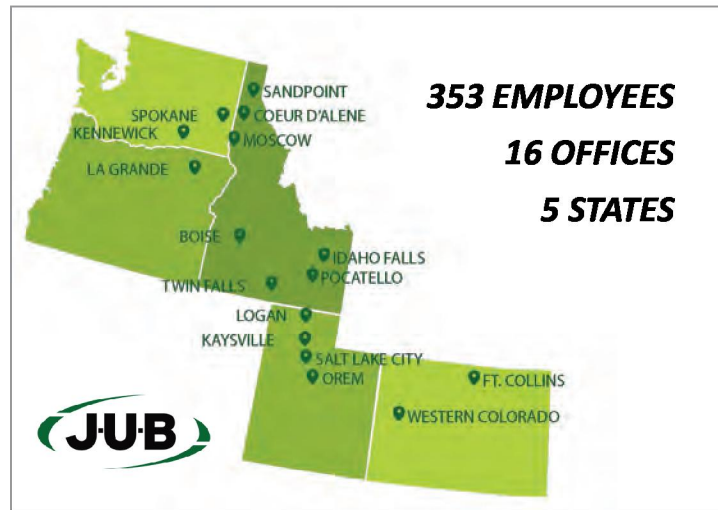 353 EMPLOYEES
16 OFFICES
5 STATES
SANDPOINT
SPOKANE
COEUR D'ALENE
KENNEWICK
MOSCOW
LA GRANDE
BOISE
IDAHO FALLS
POCATELLO
TWIN FALLS
LOGAN
KAYSVILLE
SALT LAKE CITY
OREM
FT. COLLINS
WESTERN COLORADO
J-U-B